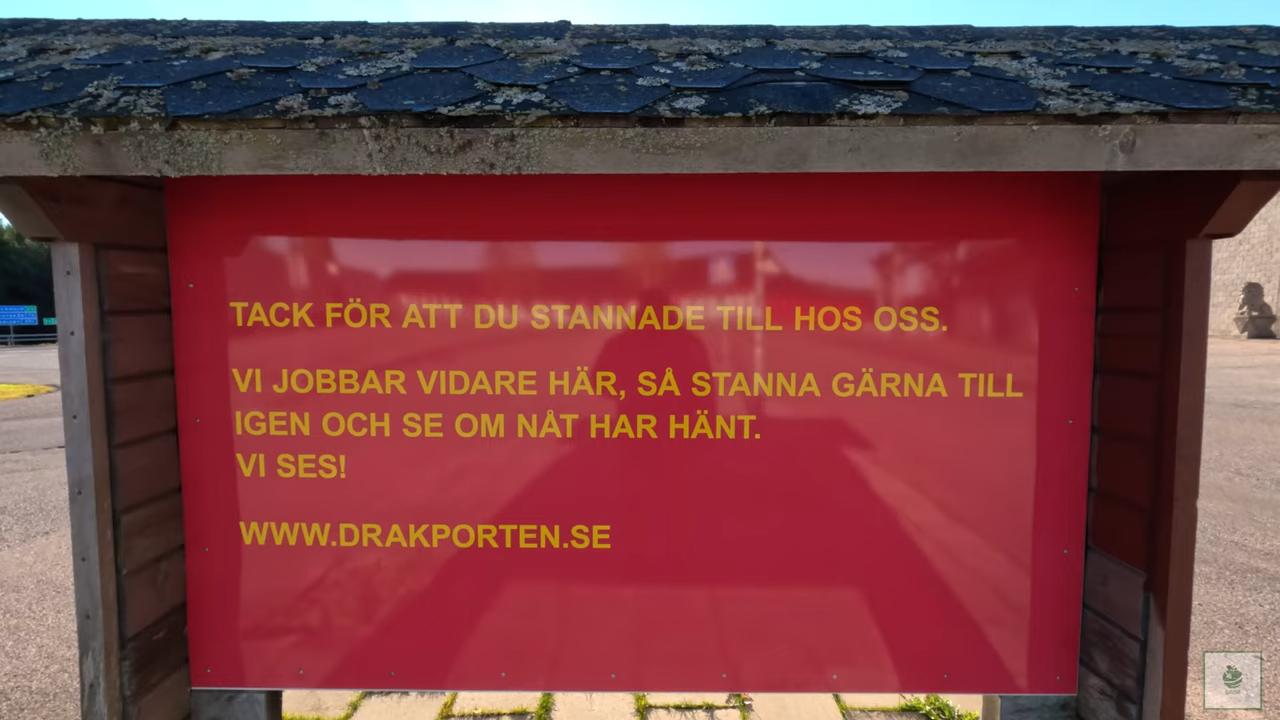 TACK FÖR ATT DU STANNADE TILL HOS OSS.
VI JOBBAR VIDARE HÄR, SÅ STANNA GÄRNA TILL
IGEN OCH SE OM NÅT HAR HÄNT.
VI SES!
WWW.DRAKPORTEN.SE